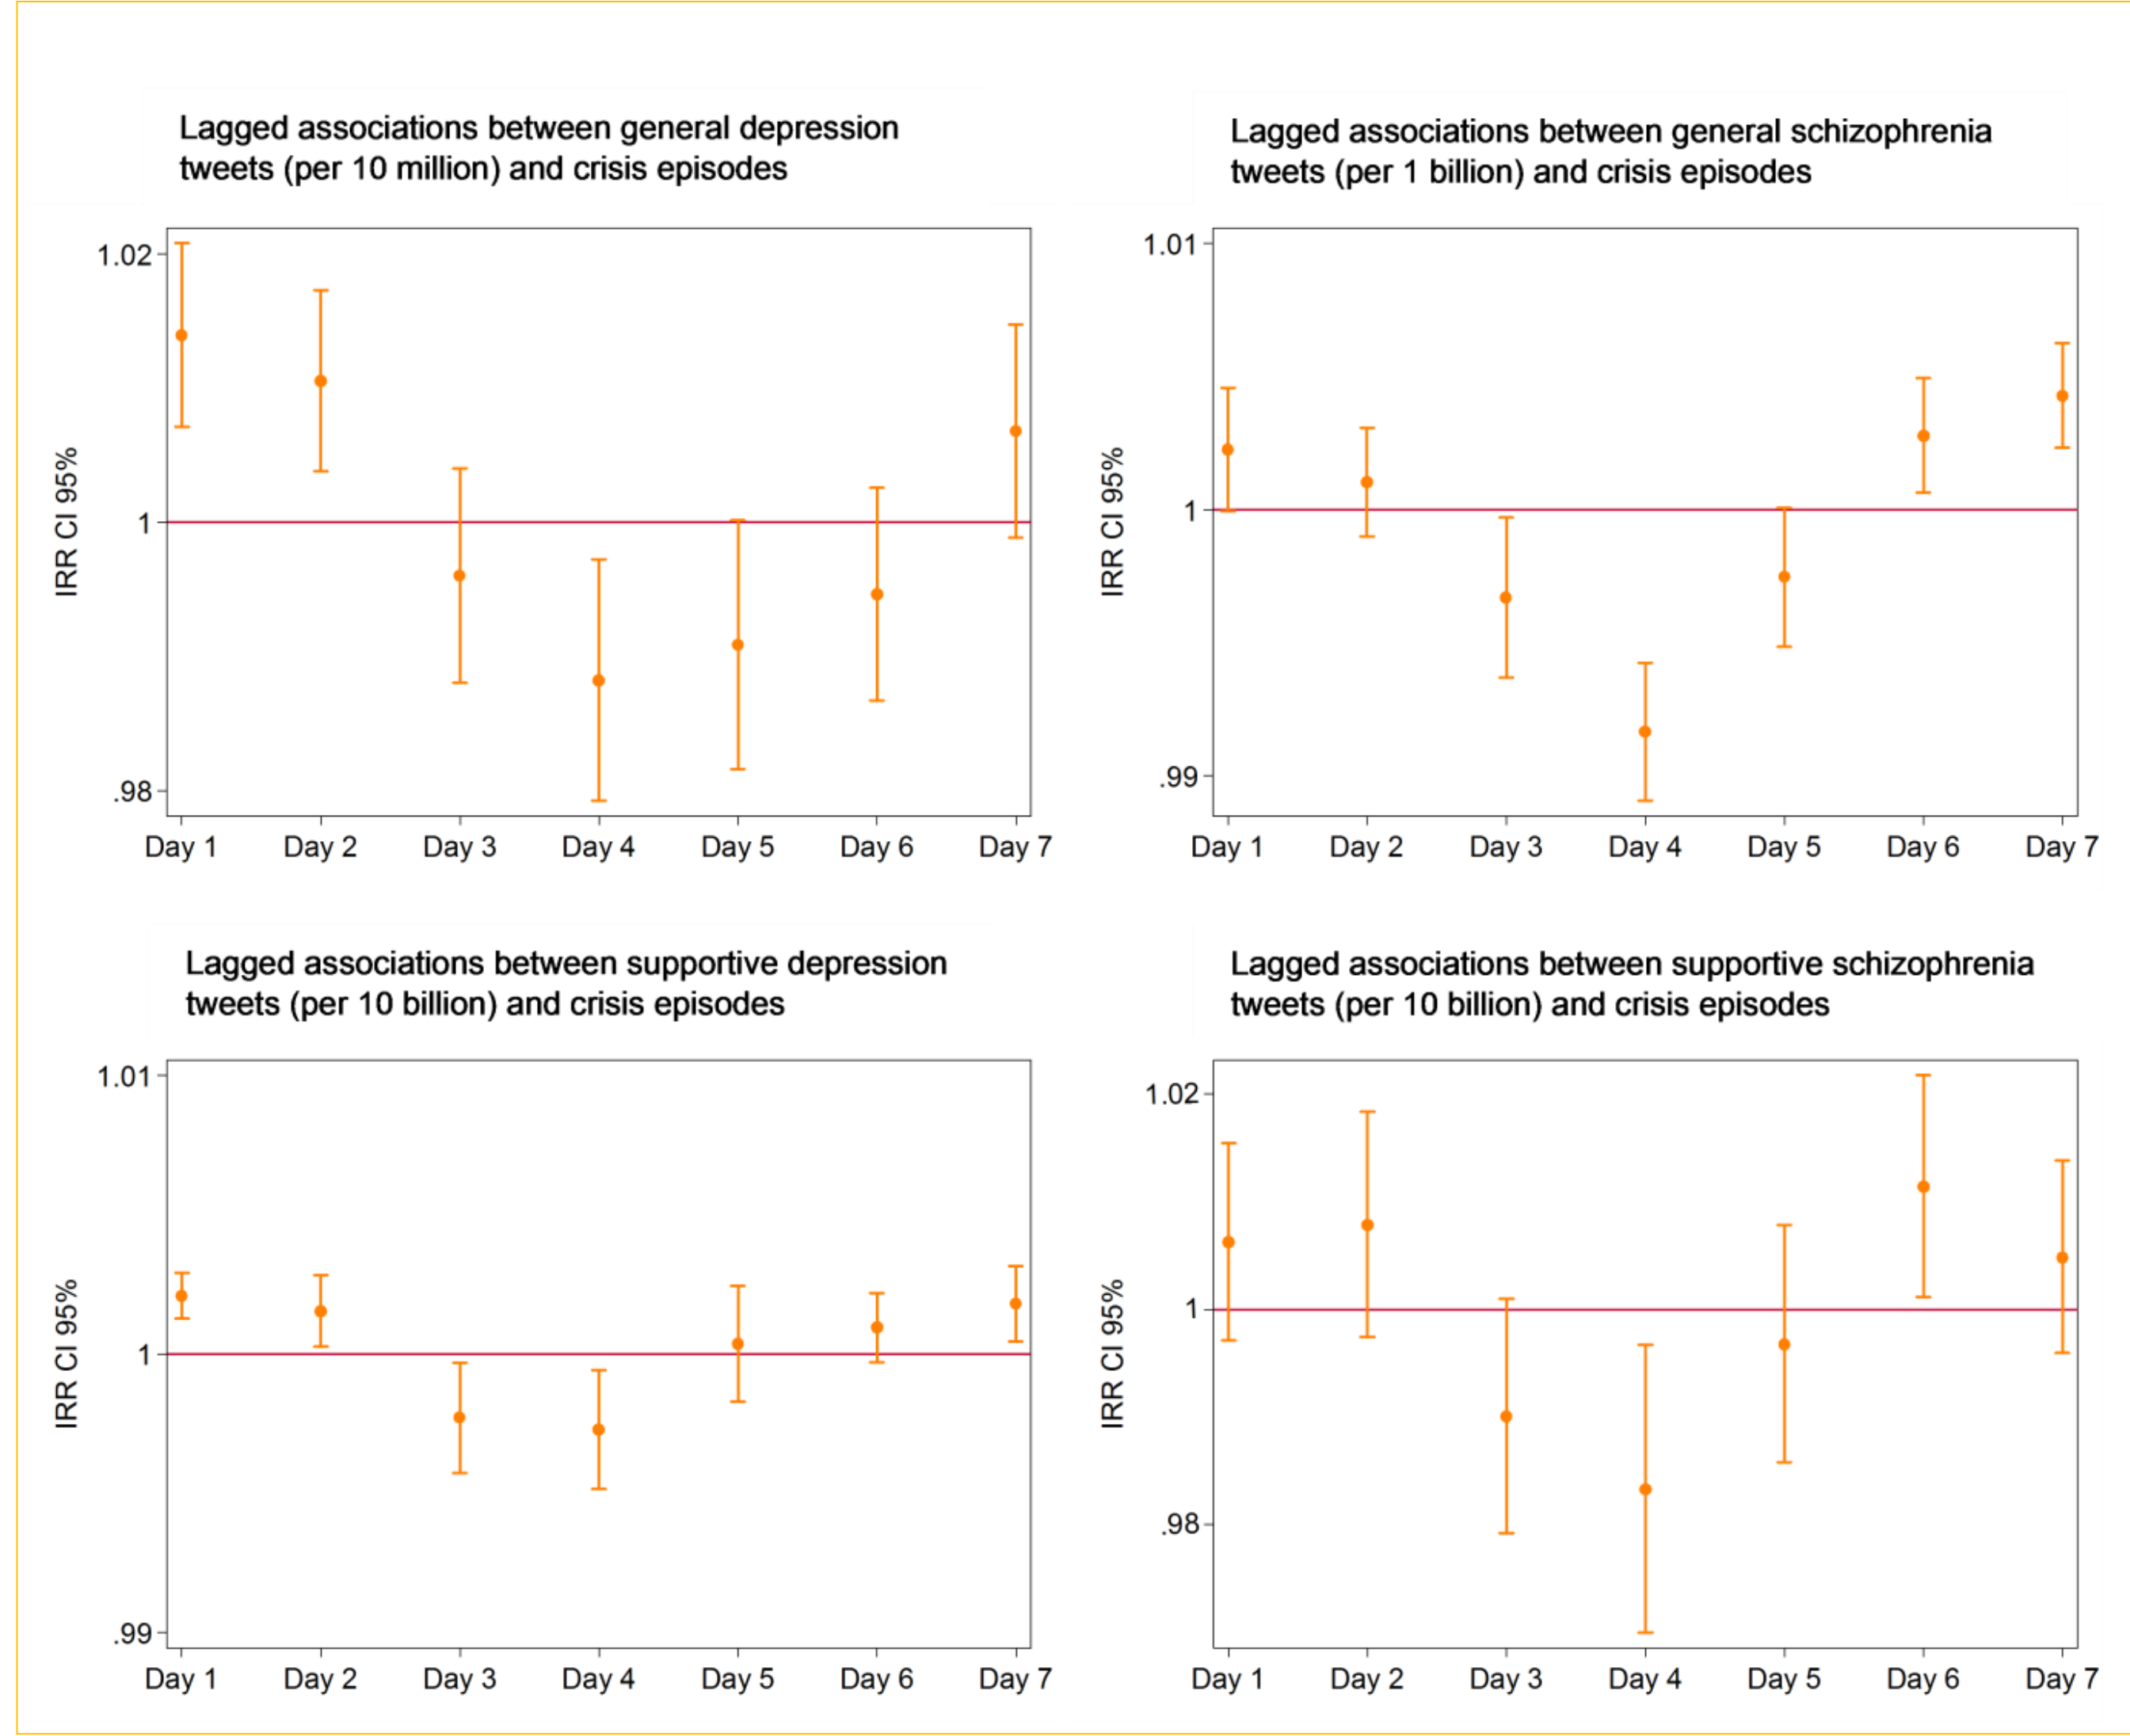 Lagged associations between general depression
tweets (per 10 million) and crisis episodes
1.02
1
.98
IRR CI 95%
Day 1 Day 2 Day 3 Day 4 Day 5 Day 6 Day 7
Lagged associations between general schizophrenia
tweets (per 1 billion) and crisis episodes
1.01
1
.99
IRR CI 95%
Day 1 Day 2 Day 3 Day 4 Day 5 Day 6 Day 7
Lagged associations between supportive depression
tweets (per 10 billion) and crisis episodes
1.01
1
.99
IRR CI 95%
Day 1 Day 2 Day 3 Day 4 Day 5 Day 6 Day 7
Lagged associations between supportive schizophrenia
tweets (per 10 billion) and crisis episodes
1.02
1
.98
IRR CI 95%
Day 1 Day 2 Day 3 Day 4 Day 5 Day 6 Day 7